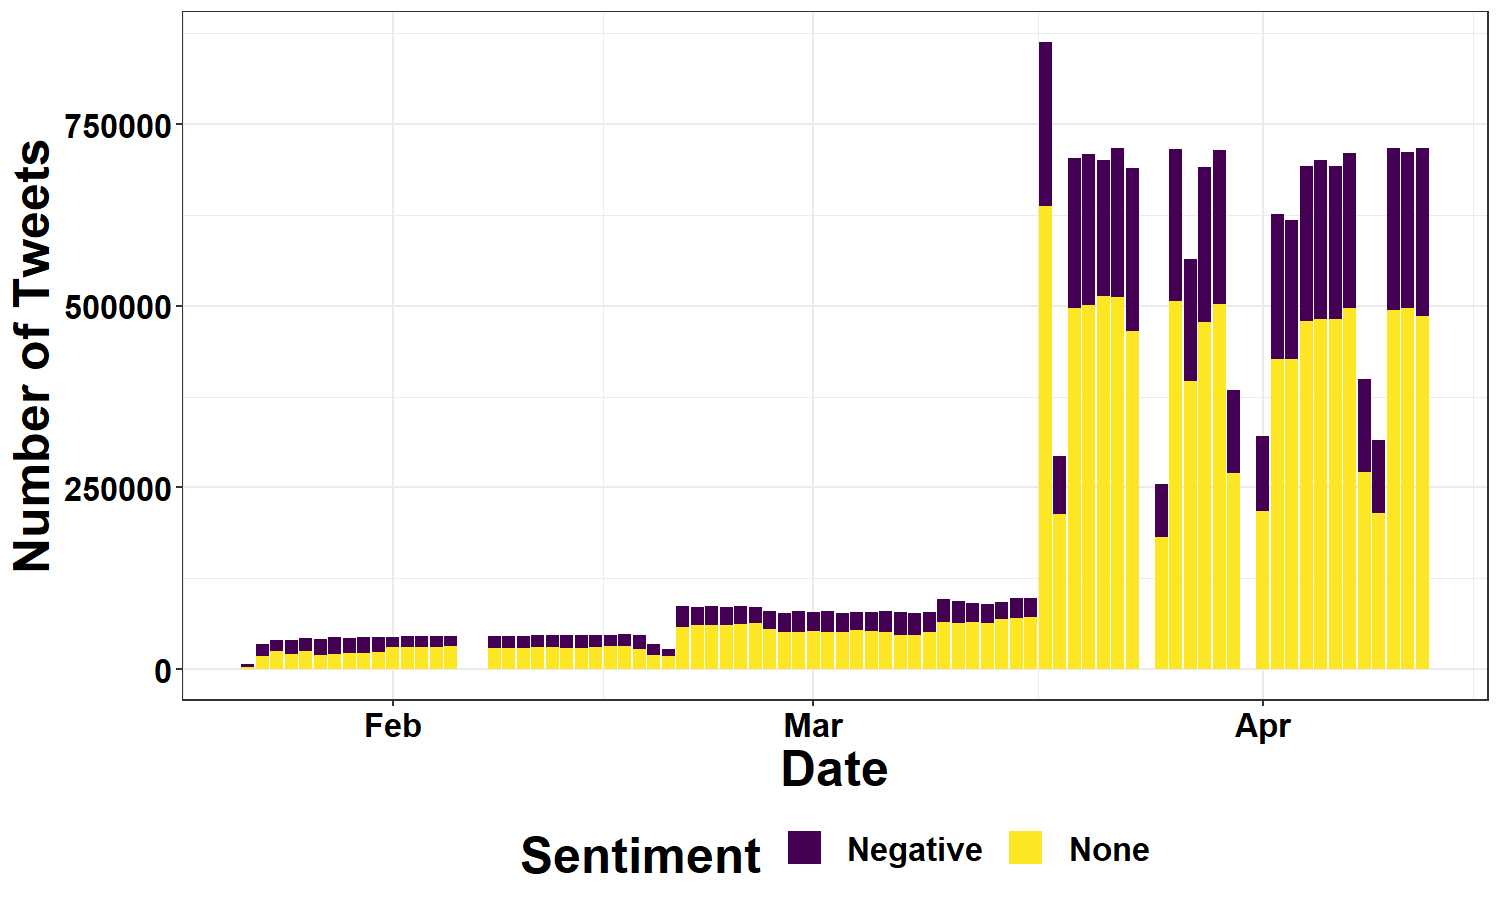 Number of Tweets
750000
500000
250000
0
Feb Mar Apr
Date
Sentiment Negative None